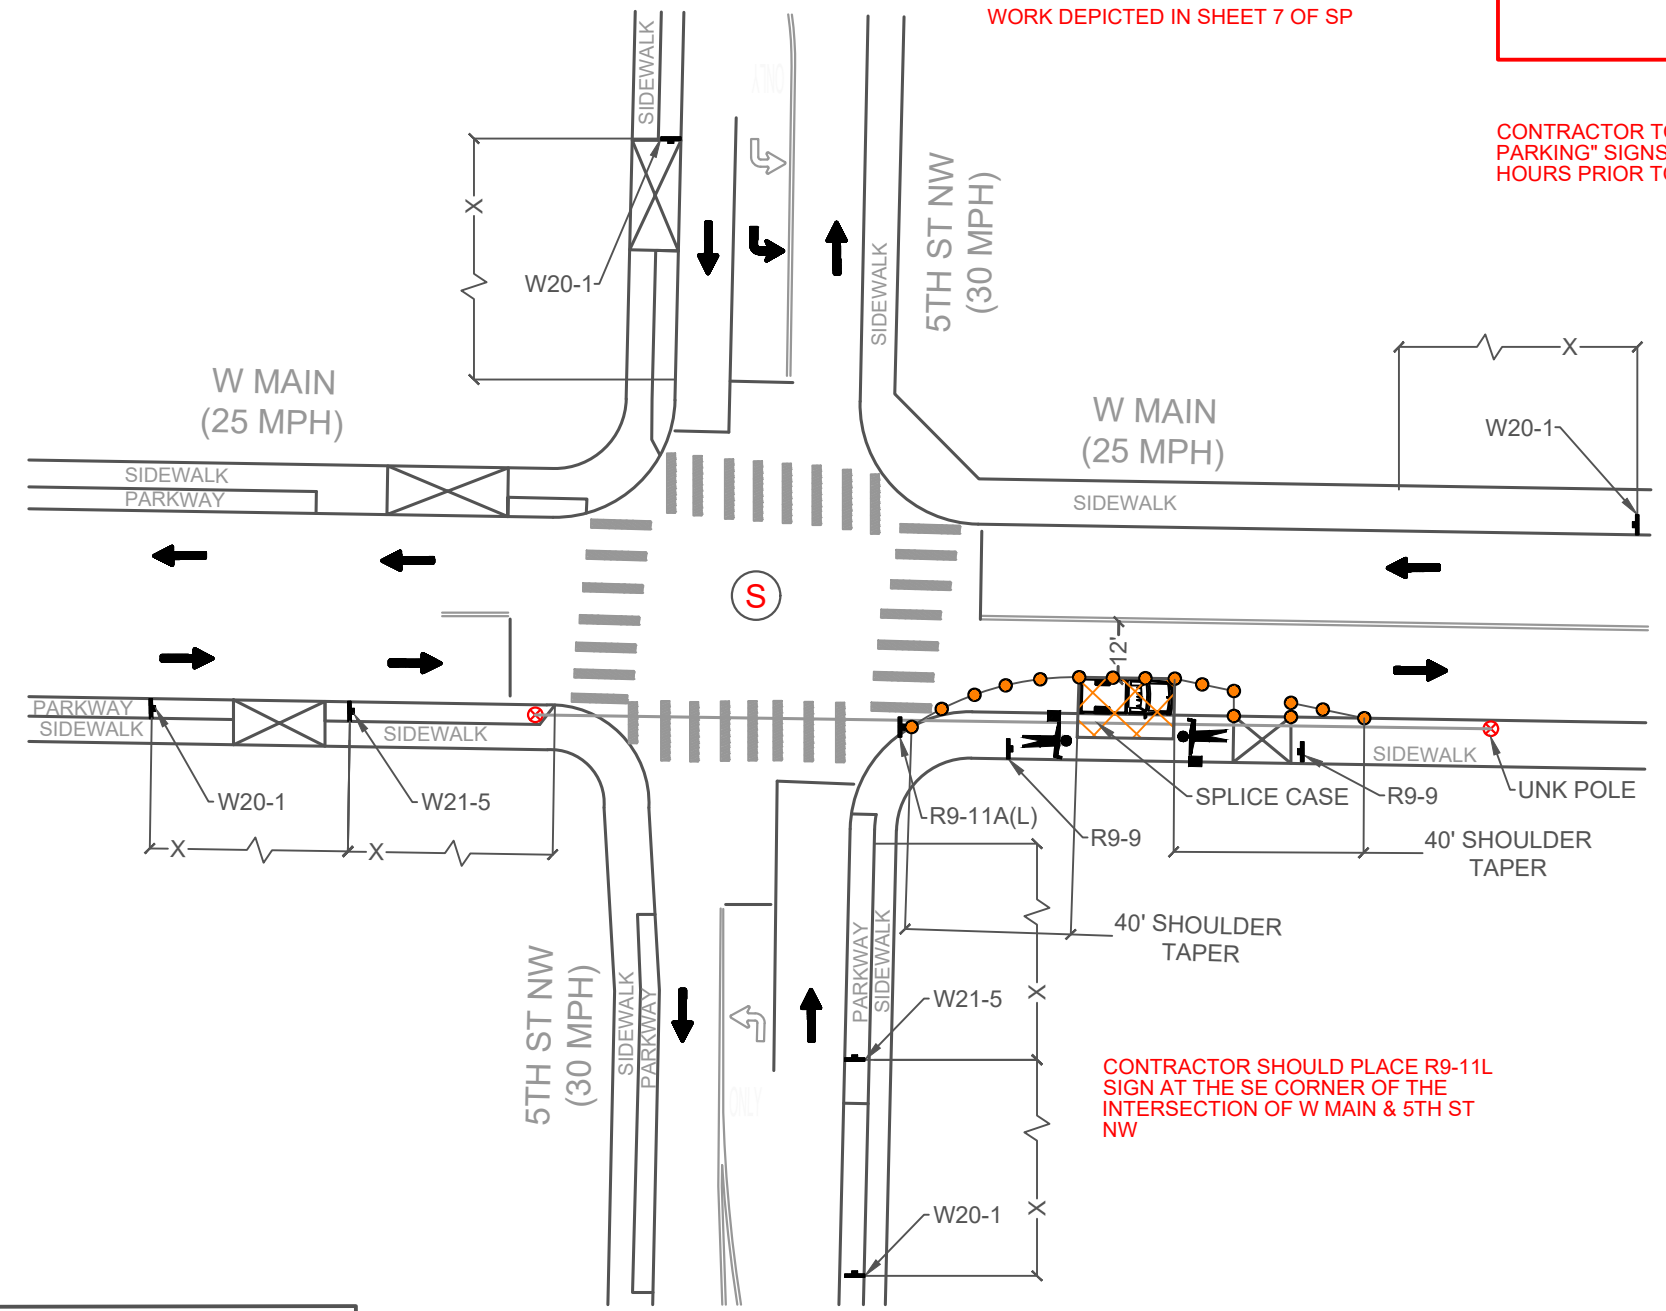 WORK DEPICTED IN SHEET 7 OF SP
CONTRACTOR TO
PARKING" SIGNS
HOURS PRIOR TO
SIDEWALK
ONLY
X
W20-1
5TH ST NW
(30 MPH)
SIDEWALK
W MAIN
(25 MPH)
W MAIN
(25 MPH)
X
W20-1
SIDEWALK
PARKWAY
SIDEWALK
S
12'
PARKWAY
SIDEWALK
SIDEWALK
W20-1
W21-5
X
X
R9-11A(L)
R9-9
SPLICE CASE
R9-9
SIDEWALK
UNK POLE
40' SHOULDER
TAPER
40' SHOULDER
TAPER
5TH ST NW
(30 MPH)
SIDEWALK
PARKWAY
ONLY
PARKWAY
SIDEWALK
W21-5
X
W20-1
X
CONTRACTOR SHOULD PLACE R9-11L
SIGN AT THE SE CORNER OF THE
INTERSECTION OF W MAIN & 5TH ST
NW